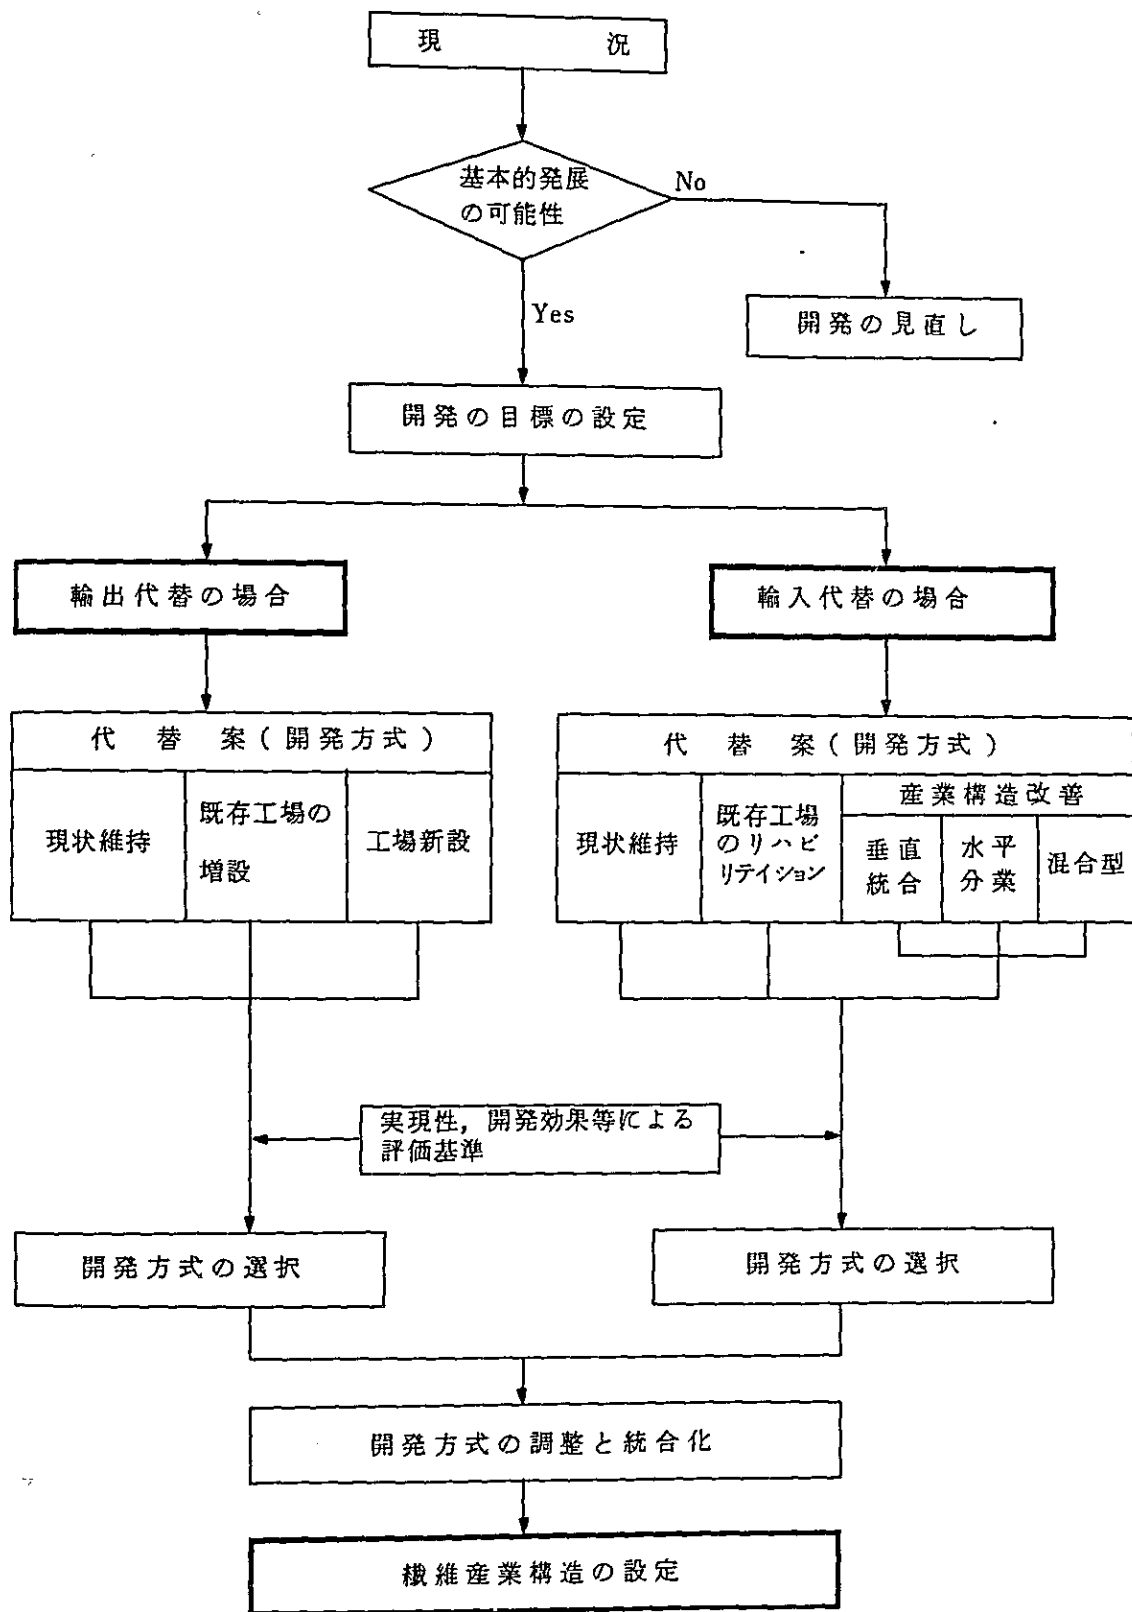 現況
基本的発展
の可能性
No
Yes
開発の見直し
開発の目標の設定
輸出代替の場合
輸入代替の場合
代替案(開発方式)
現状維持
既存工場の
増設
工場新設
代替案(開発方式)
現状維持
既存工場
のリハビ
リテイション
産業構造改善
垂直
統合
水平
分業
混合型
実現性,開発効果等による
評価基準
開発方式の選択
開発方式の選択
開発方式の調整と統合化
繊維産業構造の設定